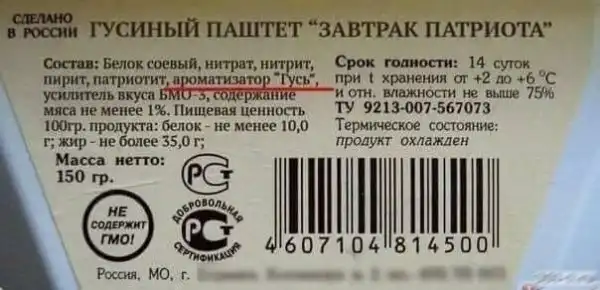 СДЕЛАНО
В РОССИИ
ГУСИНЫЙ ПАШТЕТ "ЗАВТРАК ПАТРИОТА"
Состав: Белок соевый, нитрат, нитрит,
пирит, патриотит, ароматизатор "Гусь",
усилитель вкуса БМО-3, содержание
мяса не менее 1%. Пищевая ценность
100гр. продукта: белок - не менее 10,0
г; жир - не более 35,0 г;
Масса нетто:
150 гр.
Срок годности: 14 суток
при t хранения от +2 до +6 °С
и отн. влажности не выше 75%
ТУ 9213-007-567073
Термическое состояние:
продукт охлажден
РСТ
НЕ
СОДЕРЖИТ
ГМО!
ДОБРОВОЛЬНАЯ
РСТ
СЕРТИФИКАЦИЯ
4 607104 814500
Россия, МО, г.